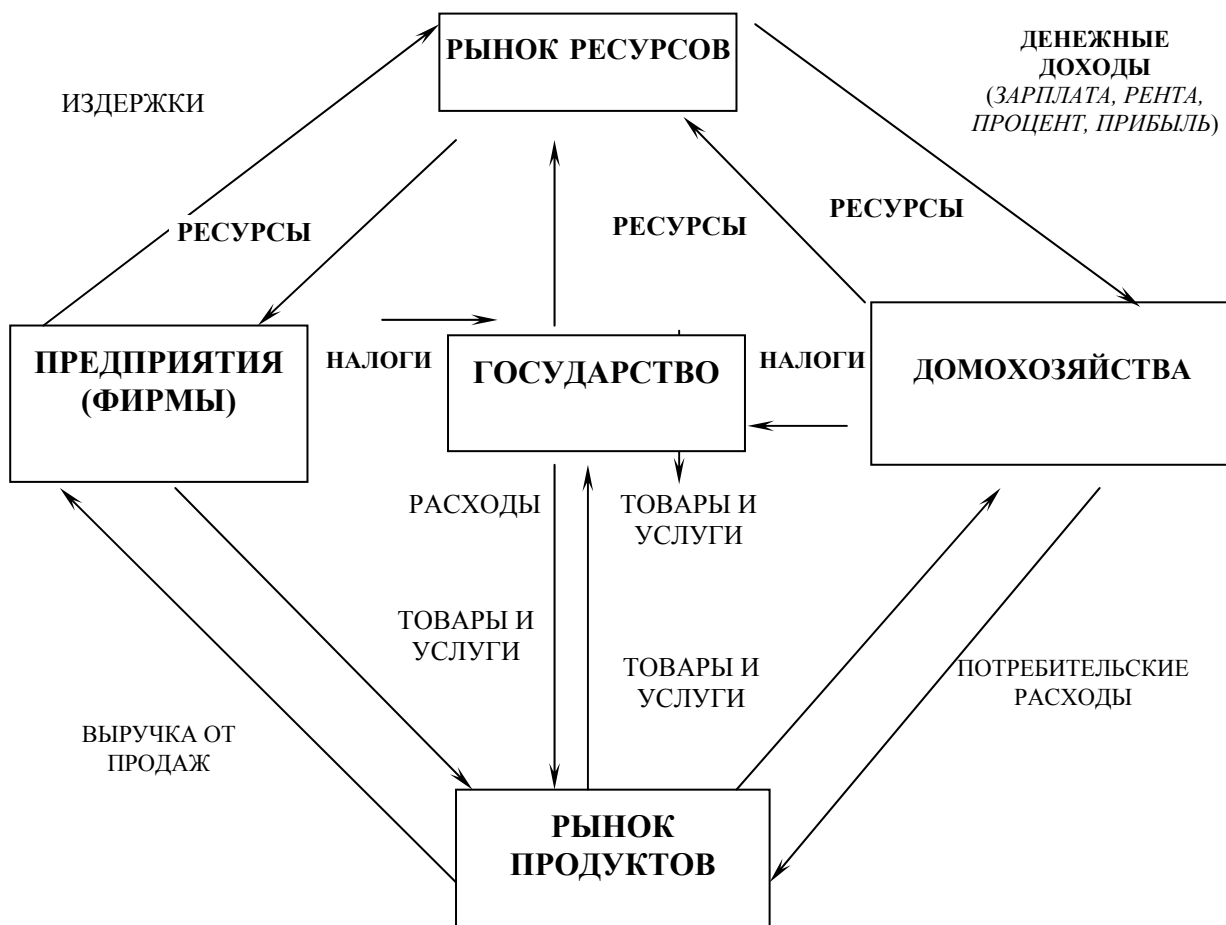 РЫНОК РЕСУРСОВ
ДЕНЕЖНЫЕ
ДОХОДЫ
(ЗАРПЛАТА, РЕНТА,
ПРОЦЕНТ, ПРИБЫЛЬ)
ИЗДЕРЖКИ
РЕСУРСЫ
РЕСУРСЫ
РЕСУРСЫ
ПРЕДПРИЯТИЯ
(ФИРМЫ)
НАЛОГИ
ГОСУДАРСТВО
НАЛОГИ
ДОМОХОЗЯЙСТВА
РАСХОДЫ
ТОВАРЫ И
УСЛУГИ
ТОВАРЫ И
УСЛУГИ
ТОВАРЫ И
УСЛУГИ
ПОТРЕБИТЕЛЬСКИЕ
РАСХОДЫ
ВЫРУЧКА ОТ
ПРОДАЖ
РЫНОК
ПРОДУКТОВ